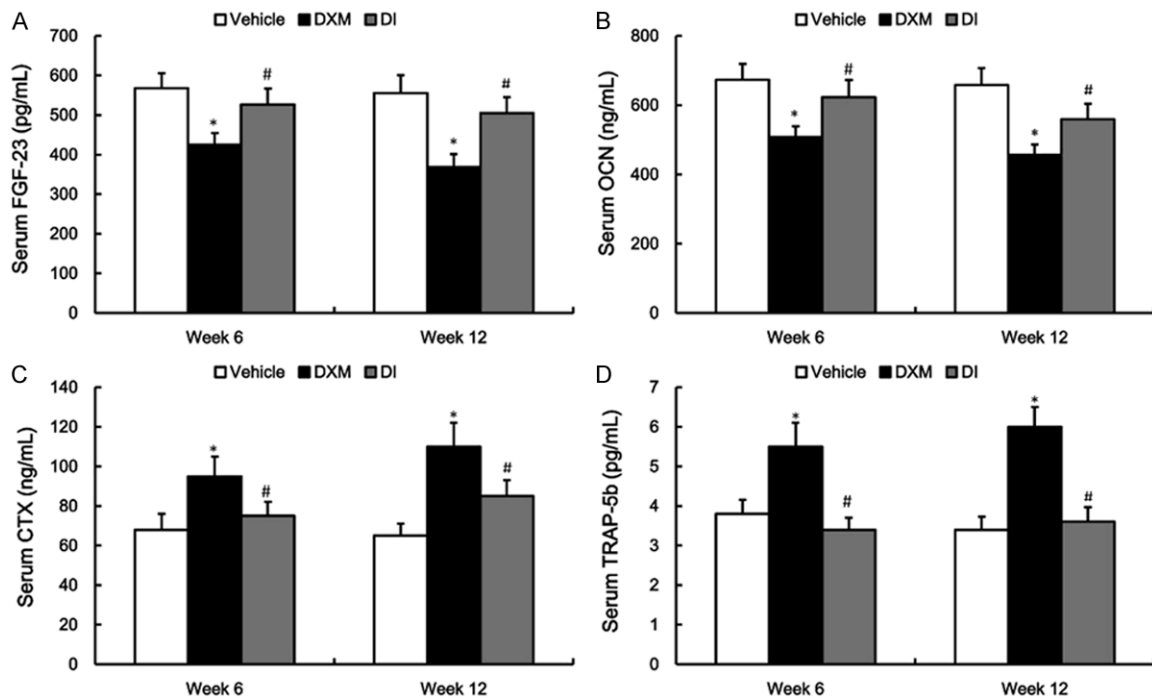 A
Vehicle DXM DI
Serum FGF-23 (pg/mL)
700
600
500
400
300
200
100
0
*
#
*
#
Week 6 Week 12
B
Vehicle DXM DI
Serum OCN (ng/mL)
800
600
400
200
0
*
#
*
#
Week 6 Week 12
C
Vehicle DXM DI
Serum CTX (ng/mL)
140
120
100
80
60
40
20
0
*
#
*
#
Week 6 Week 12
D
Vehicle DXM DI
Serum TRAP-5b (pg/mL)
7
6
5
4
3
2
1
0
*
#
*
#
Week 6 Week 12